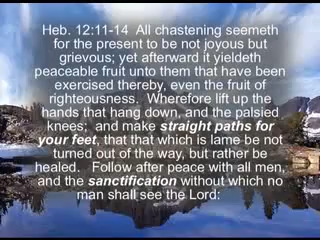 Heb. 12:11-14  All chastening seemeth
for the present to be not joyous but
grievous; yet afterward it yieldeth
peaceable fruit unto them that have been
exercised thereby, even the fruit of
righteousness.  Wherefore lift up the
hands that hang down, and the palsied
knees;  and make straight paths for
your feet, that that which is lame be not
turned out of the way, but rather be
healed.   Follow after peace with all men,
and the sanctification without which no
man shall see the Lord: